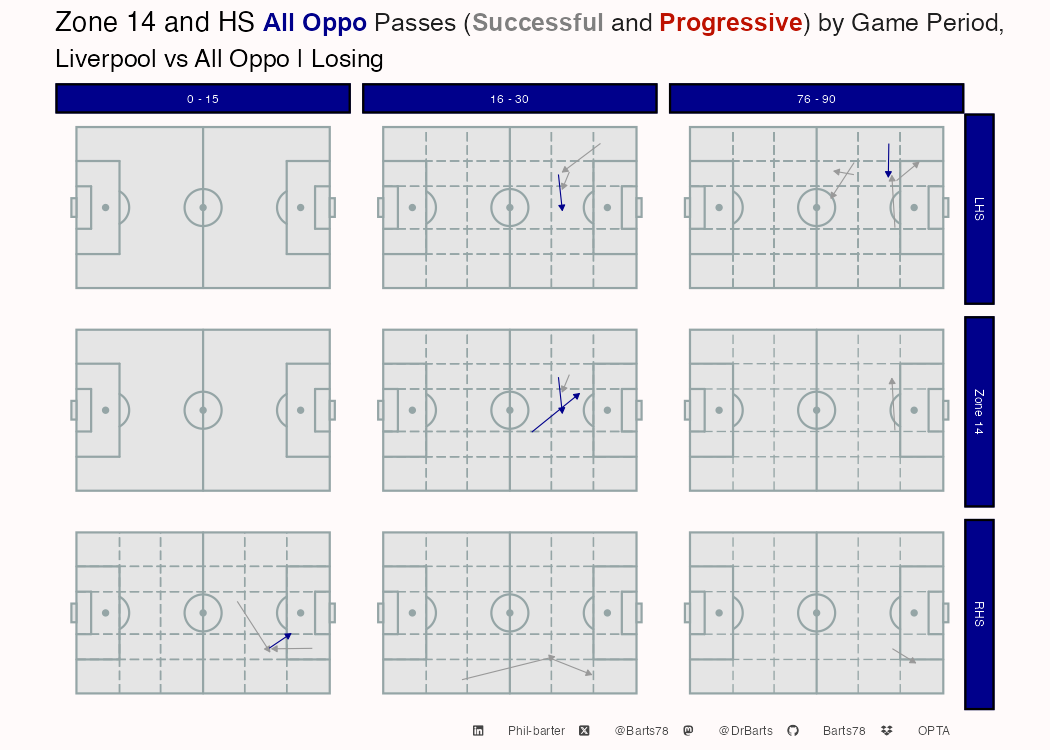 Zone 14 and HS All Oppo Passes (Successful and Progressive) by Game Period,
Liverpool vs All Oppo | Losing
0 - 15
16 - 30
76 - 90
LHS
Zone 14
RHS
Phil-barter @Barts78 @DrBarts Barts78 OPTA